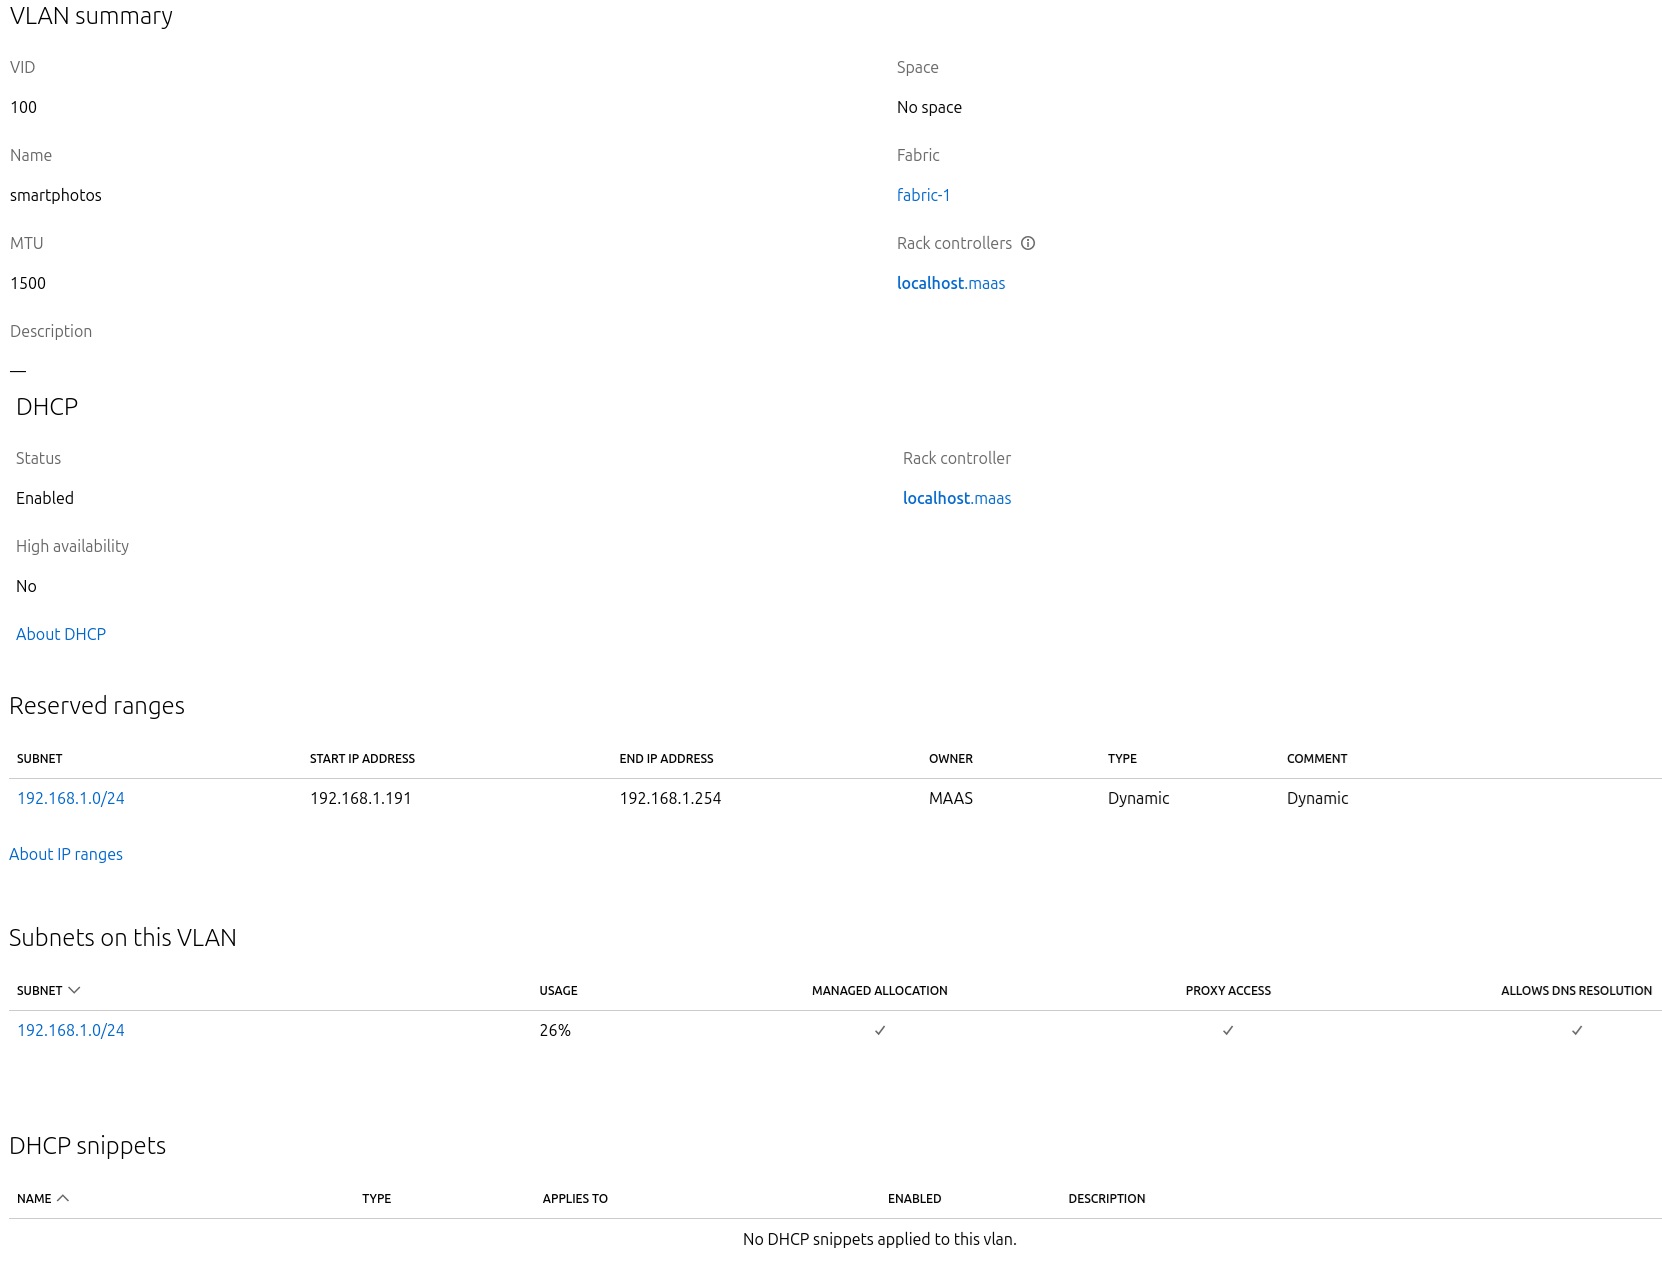 VLAN summary
VID
Space
100
No space
Name
Fabric
smartphotos
fabric-1
MTU
Rack controllers
1500
localhost.maas
Description
—
DHCP
Status
Rack controller
Enabled
localhost.maas
High availability
No
About DHCP
Reserved ranges
SUBNET START IP ADDRESS END IP ADDRESS OWNER TYPE COMMENT
192.168.1.0/24 192.168.1.191 192.168.1.254 MAAS Dynamic Dynamic
About IP ranges
Subnets on this VLAN
SUBNET USAGE MANAGED ALLOCATION PROXY ACCESS ALLOWS DNS RESOLUTION
192.168.1.0/24 26% ✓ ✓ ✓
DHCP snippets
NAME TYPE APPLIES TO ENABLED DESCRIPTION
No DHCP snippets applied to this vlan.